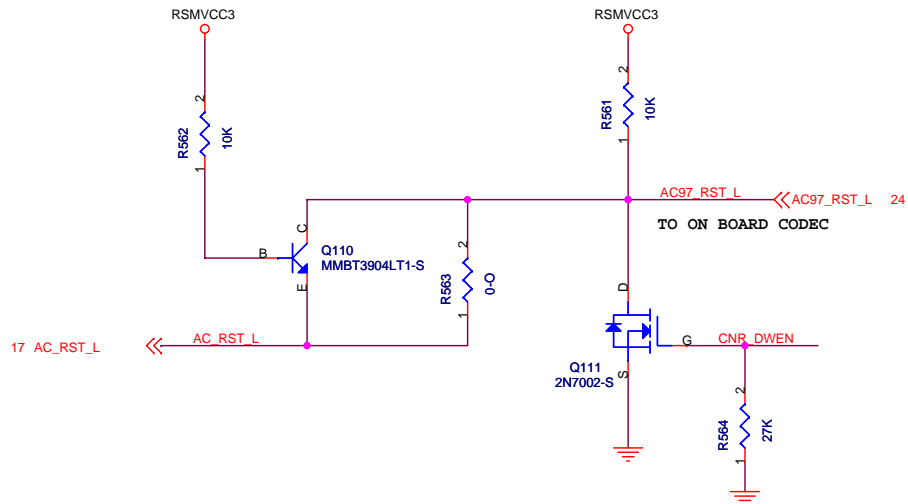 RSMVCC3
RSMVCC3
2
R562
10K
1
2
R561
10K
1
AC97_RST_L
AC97_RST_L 24
TO ON BOARD CODEC
C
B
Q110
MMBT3904LT1-S
E
2
R563
0-O
1
D
17 AC_RST_L
AC_RST_L
G
CNR_DWEN
Q111
2N7002-S
S
2
R564
27K
1